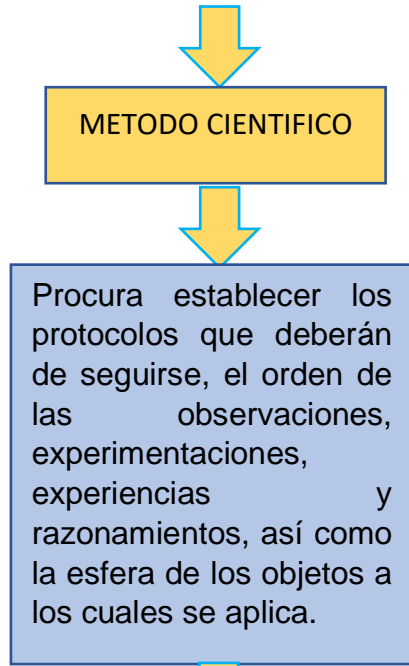 METODO CIENTIFICO
Procura establecer los
protocolos que deberán
de seguirse, el orden de
las observaciones,
experimentaciones,
experiencias y
razonamientos, así como
la esfera de los objetos a
los cuales se aplica.